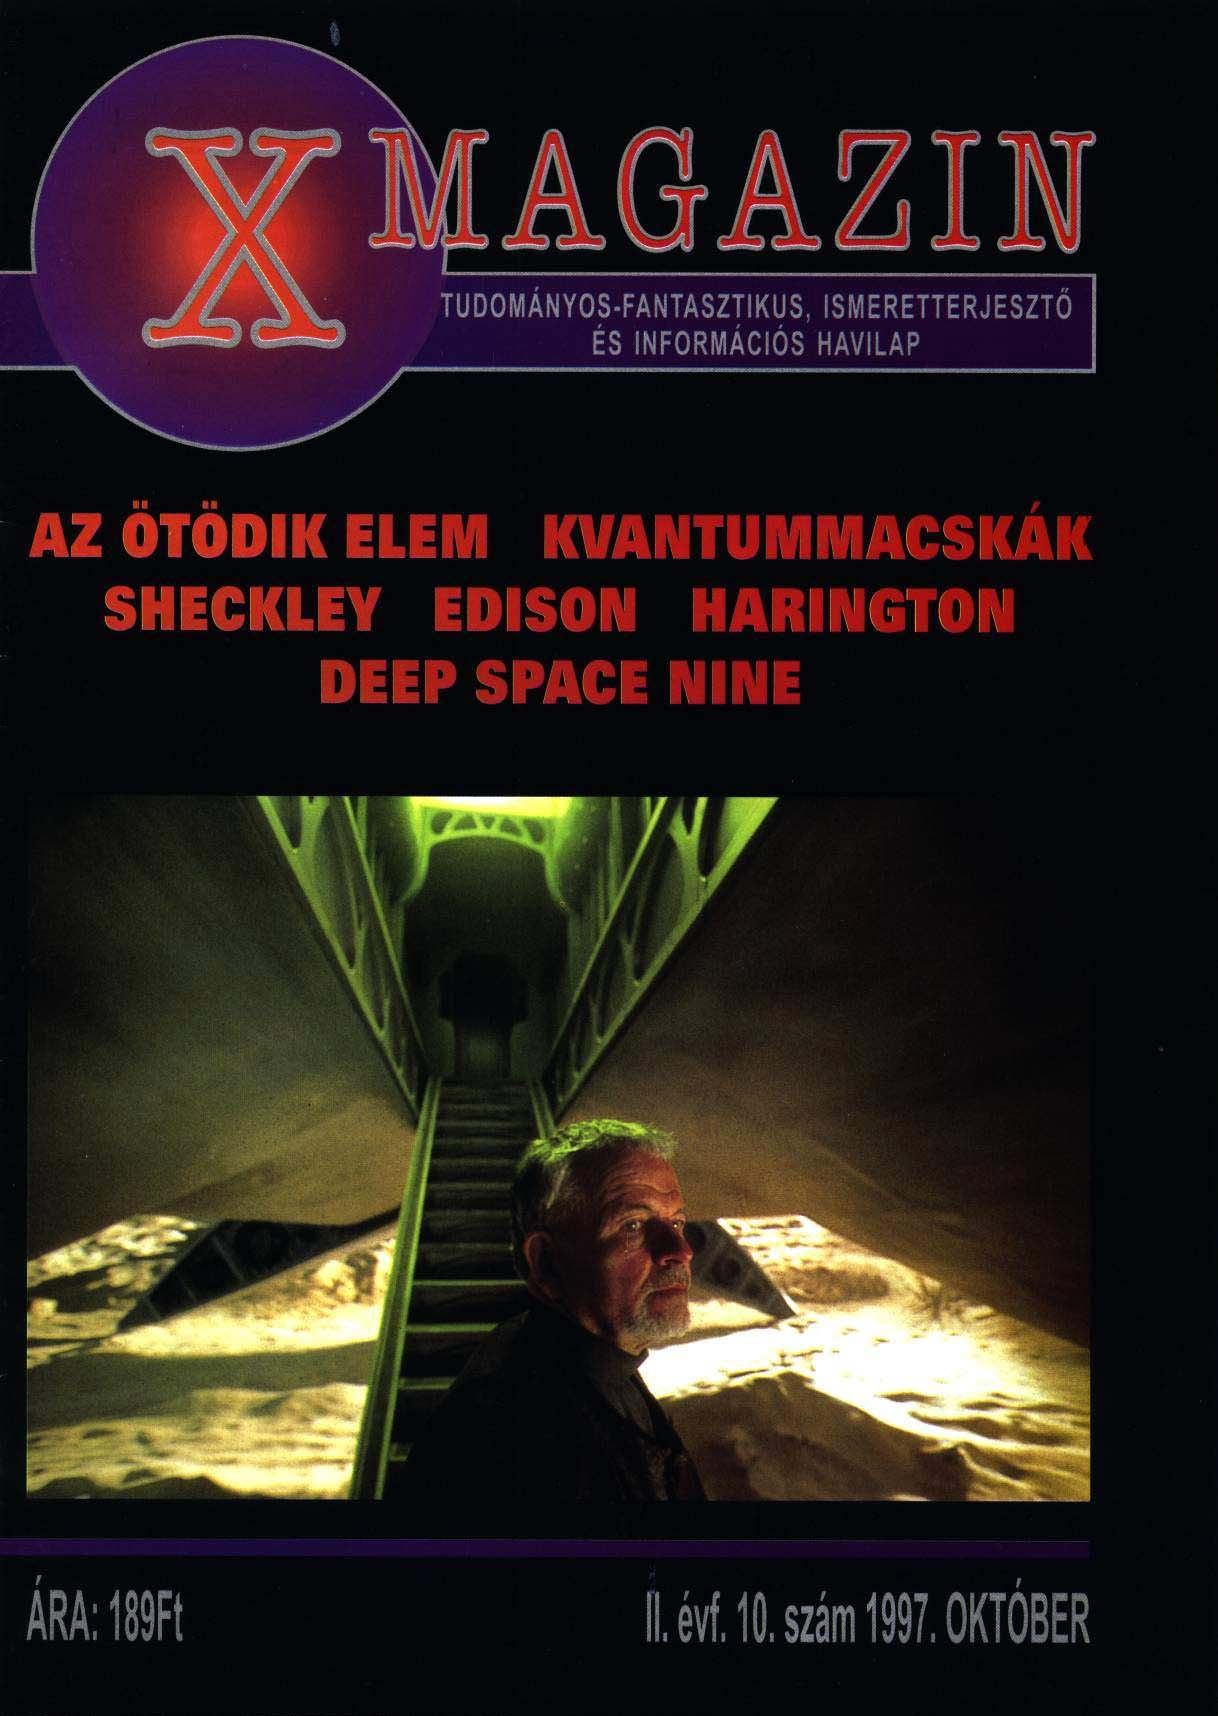 X MAGAZIN
TUDOMÁNYOS-FANTASZTIKUS, ISMERETTERJESZTŐ
ÉS INFORMÁCIÓS HAVILAP
AZ ÖTÖDIK ELEM KVANTUMMACSKÁK
SHECKLEY EDISON HARINGTON
DEEP SPACE NINE
ÁRA: 189Ft
II. évf. 10. szám 1997. OKTÓBER